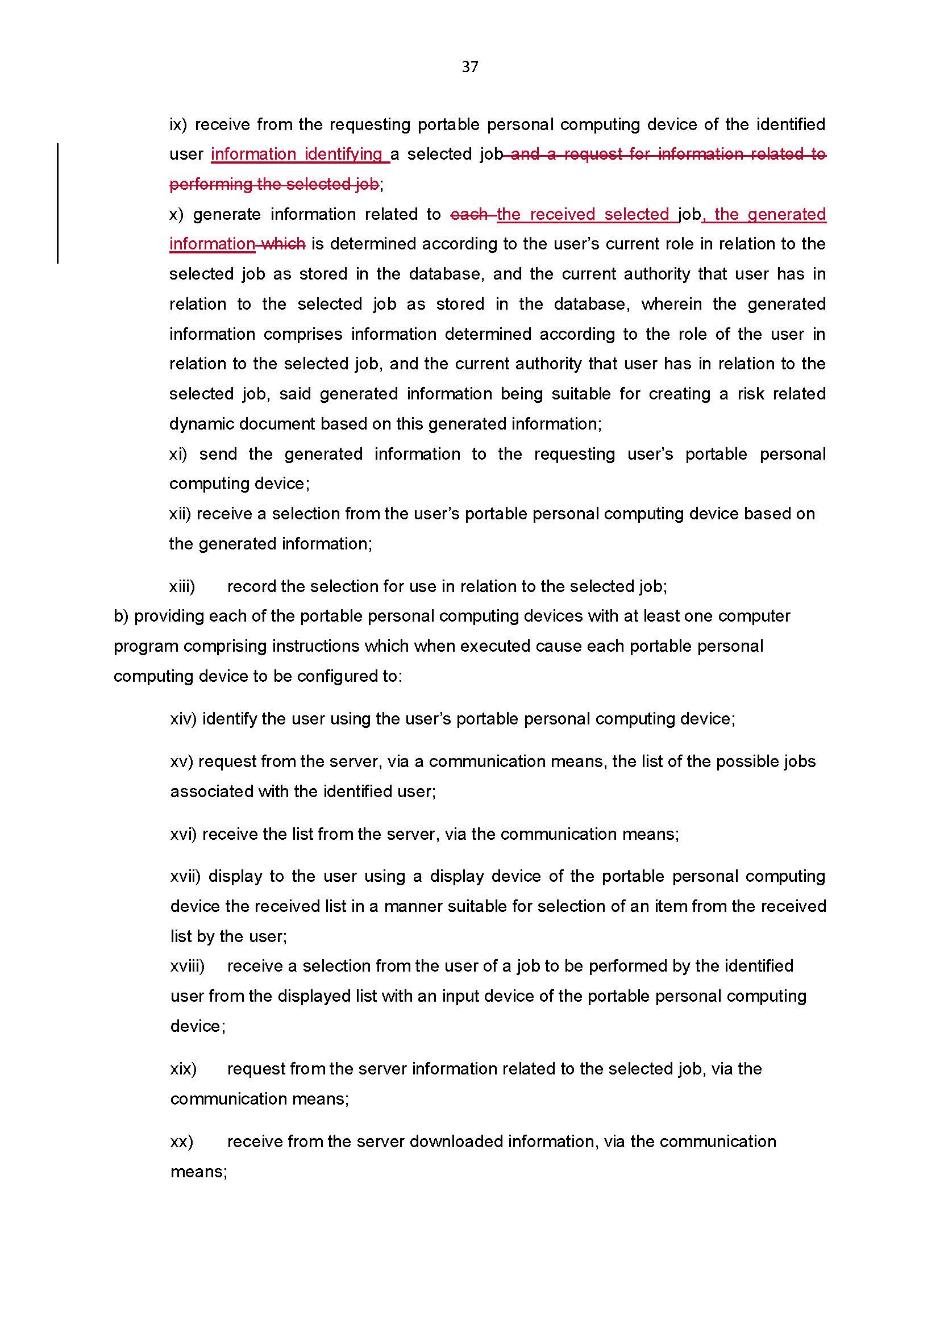 37
ix) receive from the requesting portable personal computing device of the identified
user information identifying a selected job and a request for information related to
performing the selected job;
x) generate information related to each the received selected job, the generated
information which is determined according to the user’s current role in relation to the
selected job as stored in the database, and the current authority that user has in
relation to the selected job as stored in the database, wherein the generated
information comprises information determined according to the role of the user in
relation to the selected job, and the current authority that user has in relation to the
selected job, said generated information being suitable for creating a risk related
dynamic document based on this generated information;
xi) send the generated information to the requesting user’s portable personal
computing device;
xii) receive a selection from the user’s portable personal computing device based on
the generated information;
xiii) record the selection for use in relation to the selected job;
b) providing each of the portable personal computing devices with at least one computer
program comprising instructions which when executed cause each portable personal
computing device to be configured to:
xiv) identify the user using the user’s portable personal computing device;
xv) request from the server, via a communication means, the list of the possible jobs
associated with the identified user;
xvi) receive the list from the server, via the communication means;
xvii) display to the user using a display device of the portable personal computing
device the received list in a manner suitable for selection of an item from the received
list by the user;
xviii) receive a selection from the user of a job to be performed by the identified
user from the displayed list with an input device of the portable personal computing
device;
xix) request from the server information related to the selected job, via the
communication means;
xx) receive from the server downloaded information, via the communication
means;